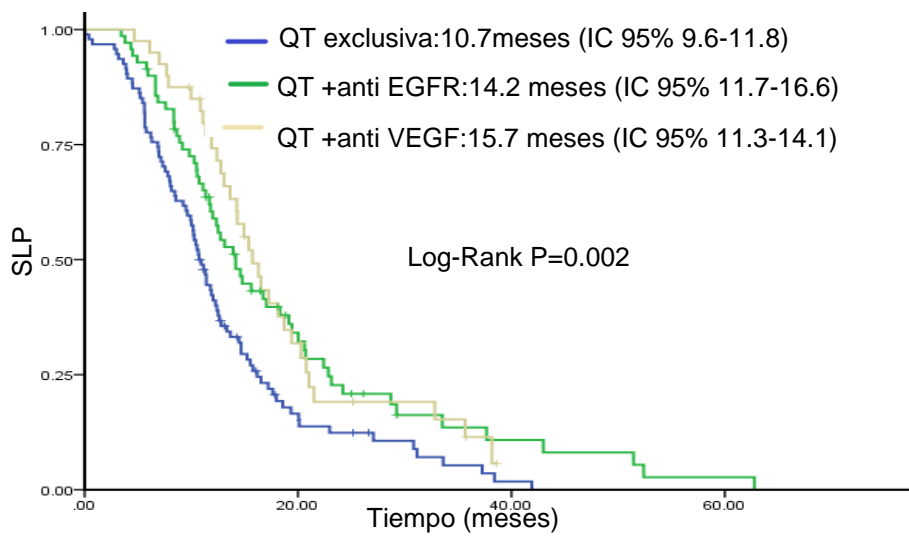 1.00
QT exclusiva:10.7meses (IC 95% 9.6-11.8)
QT +anti EGFR:14.2 meses (IC 95% 11.7-16.6)
0.75
QT +anti VEGF:15.7 meses (IC 95% 11.3-14.1)
SLP
0.50
Log-Rank P=0.002
0.25
0.00
.00
20.00
40.00
60.00
Tiempo (meses)